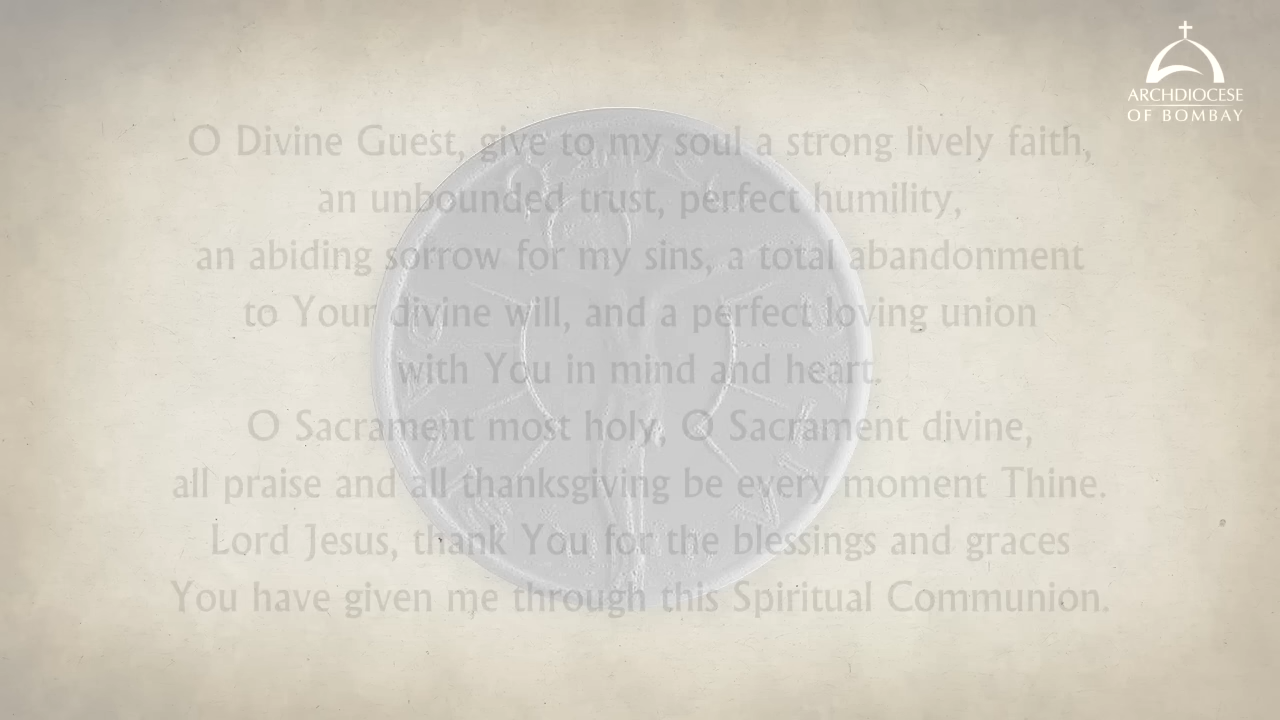 ARCHDIOCESE
OF BOMBAY
O Divine Guest, give to my soul a strong lively faith,
an unbounded trust, perfect humility,
an abiding sorrow for my sins, a total abandonment
to Your divine will, and a perfect loving union
with You in mind and heart.
O Sacrament most holy, O Sacrament divine,
all praise and all thanksgiving be every moment Thine.
Lord Jesus, thank You for the blessings and graces
You have given me through this Spiritual Communion.